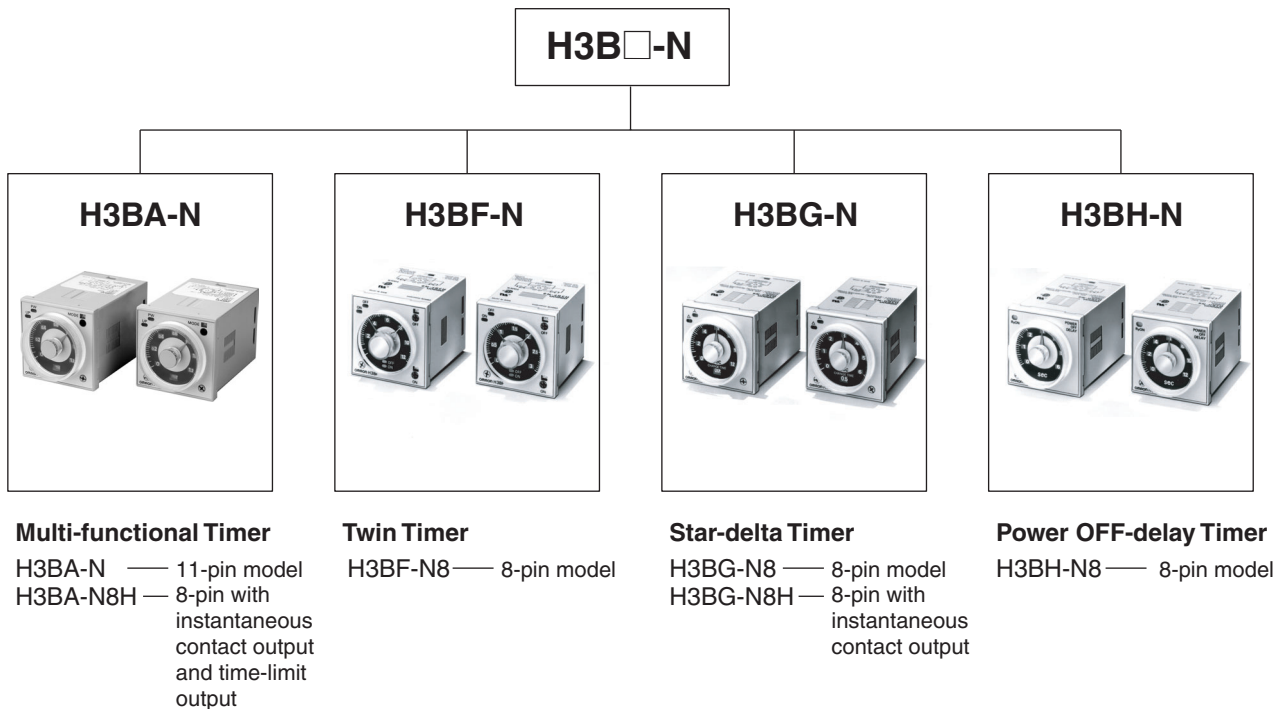 H3B□-N
H3BA-N
H3BF-N
H3BG-N
H3BH-N
Multi-functional Timer
H3BA-N — 11-pin model
H3BA-N8H — 8-pin with
instantaneous
contact output
and time-limit
output
Twin Timer
H3BF-N8 — 8-pin model
Star-delta Timer
H3BG-N8 — 8-pin model
H3BG-N8H — 8-pin with
instantaneous
contact output
Power OFF-delay Timer
H3BH-N8 — 8-pin model